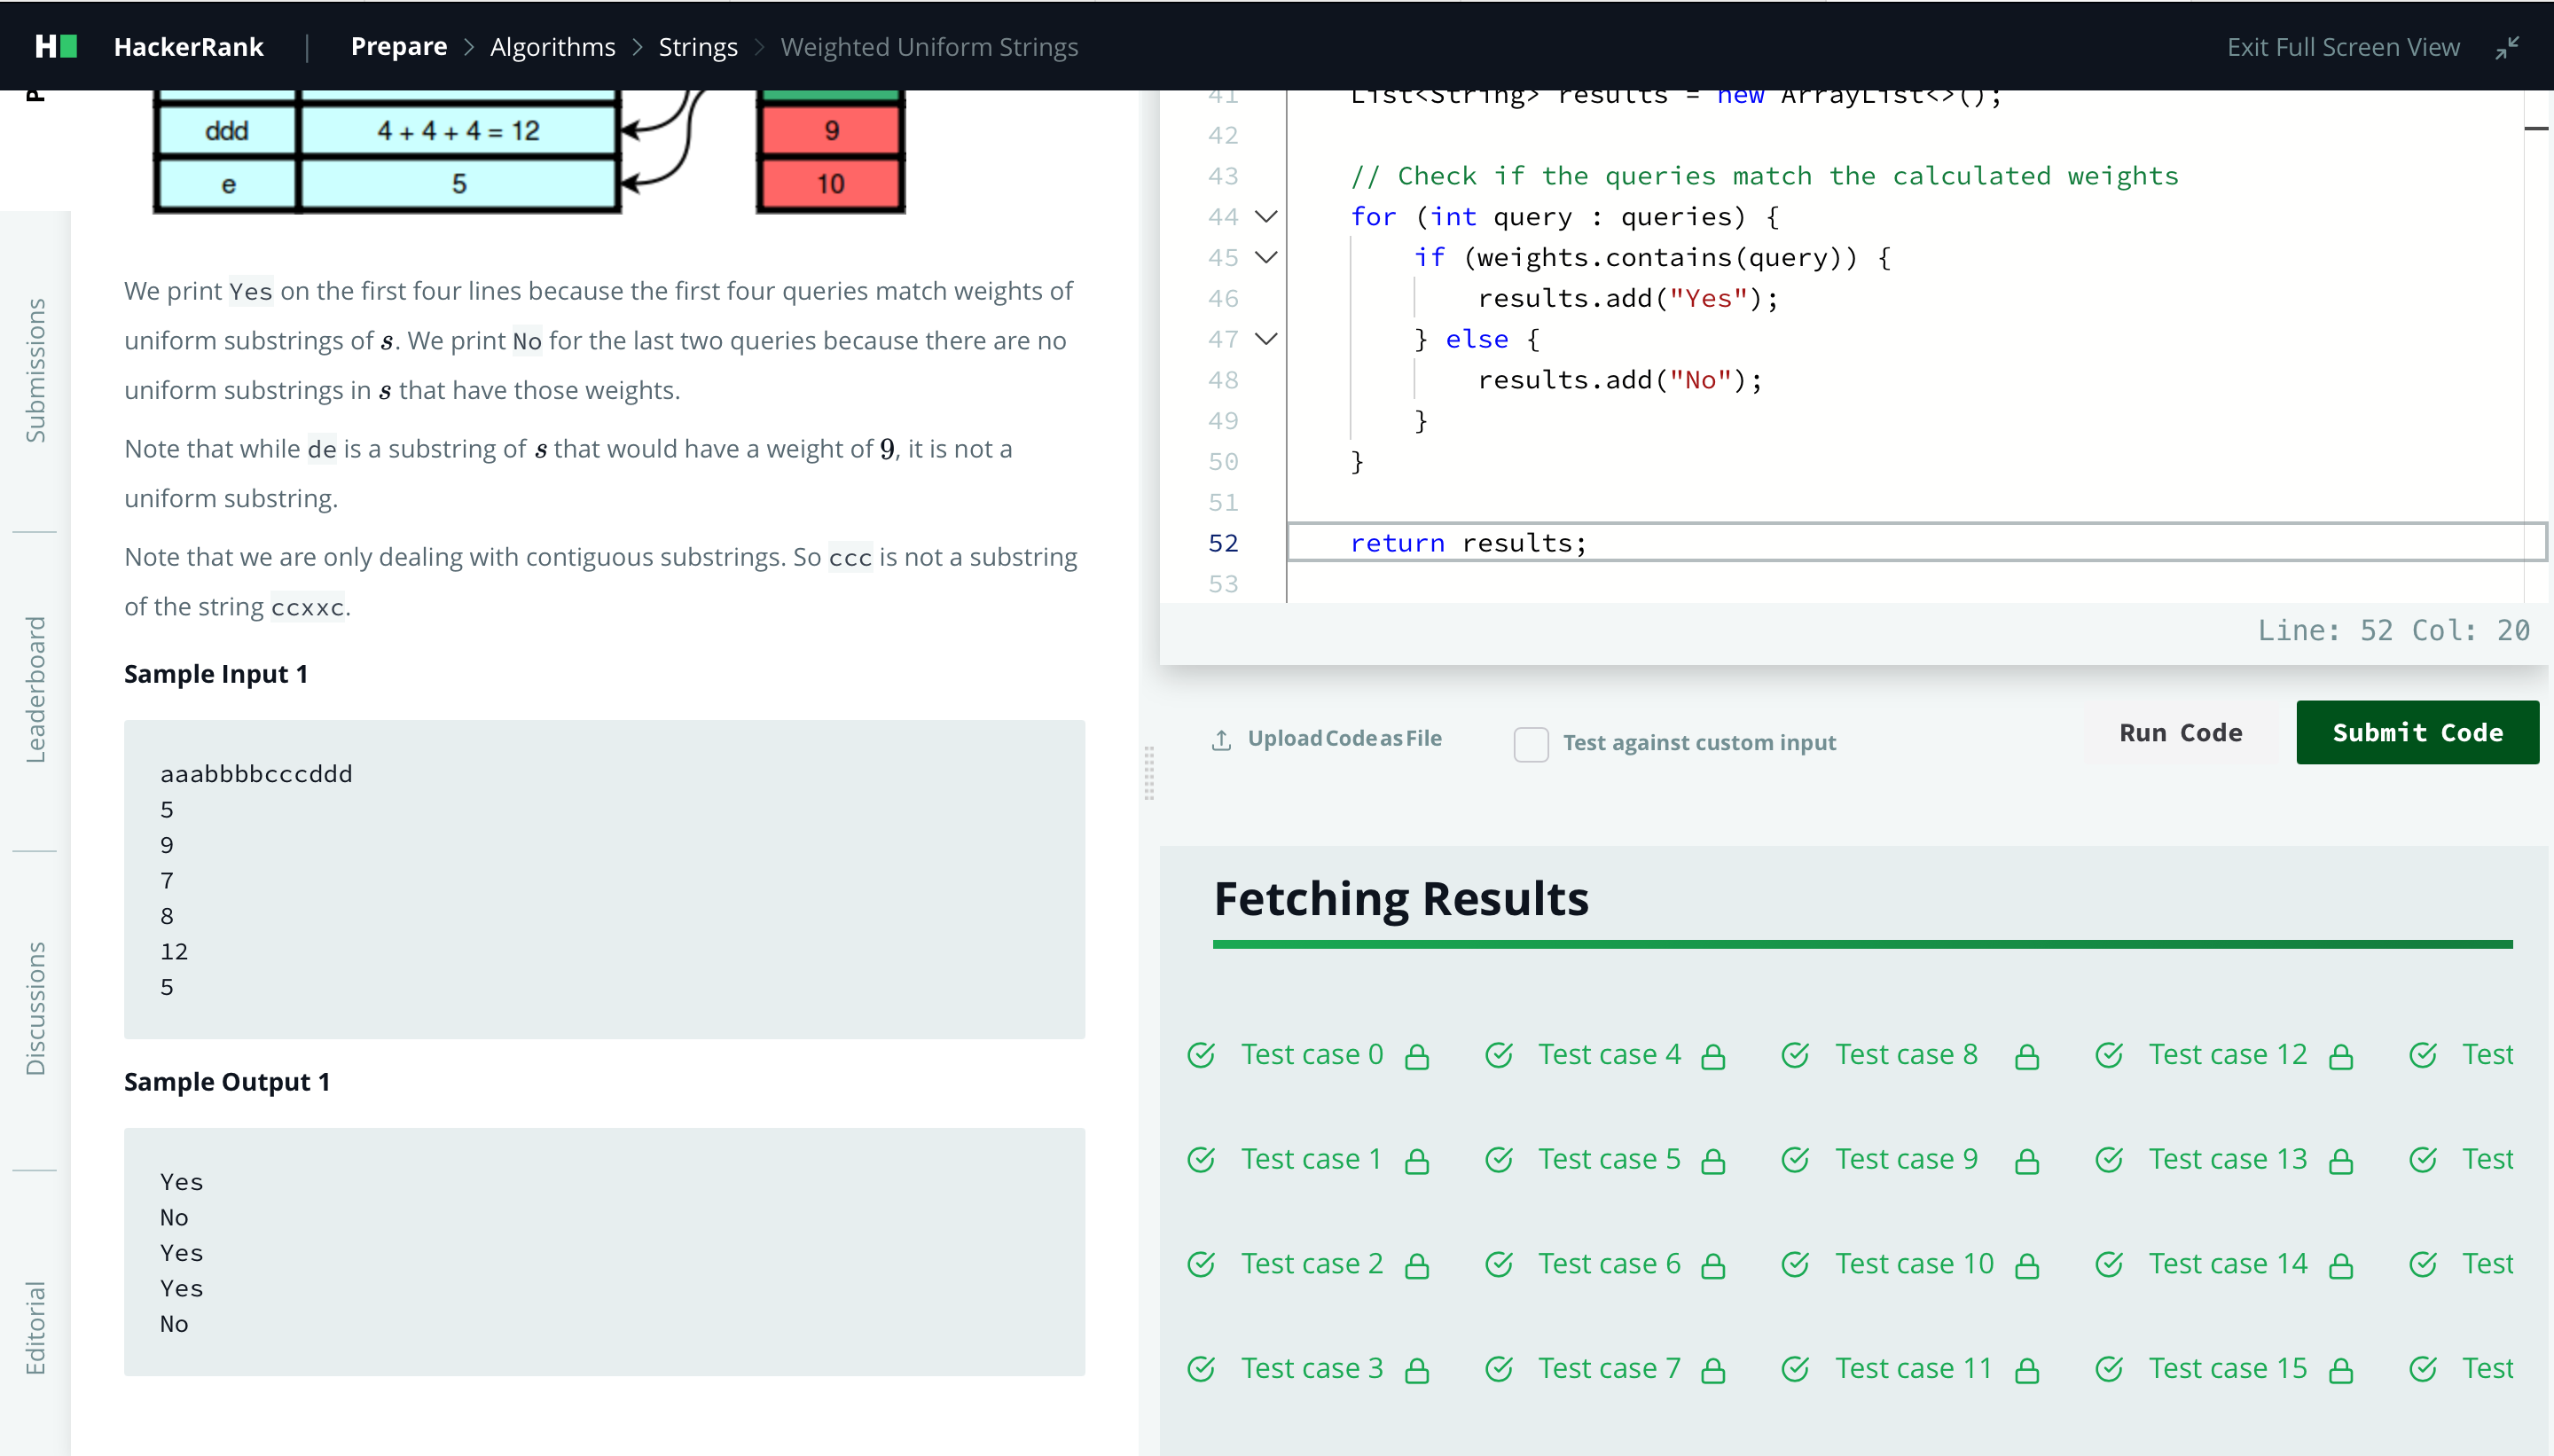 HackerRank
Prepare > Algorithms > Strings > Weighted Uniform Strings
Exit Full Screen View
Submissions
Leaderboard
Discussions
Editorial
ddd 4 + 4 + 4 = 12 9
e 5 10
We print Yes on the first four lines because the first four queries match weights of
uniform substrings of s. We print No for the last two queries because there are no
uniform substrings in s that have those weights.
Note that while de is a substring of s that would have a weight of 9, it is not a
uniform substring.
Note that we are only dealing with contiguous substrings. So ccc is not a substring
of the string ccxxc.
Sample Input 1
aaabbbbcccddd
5
9
7
8
12
5
Sample Output 1
Yes
No
Yes
Yes
No
41 List<String> results = new ArrayList<>();
42
43 // Check if the queries match the calculated weights
44 for (int query : queries) {
45 if (weights.contains(query)) {
46 results.add("Yes");
47 } else {
48 results.add("No");
49 }
50 }
51
52 return results;
53
Line: 52 Col: 20
Upload Code as File
Test against custom input
Run Code
Submit Code
Fetching Results
Test case 0 Test case 4 Test case 8 Test case 12 Test
Test case 1 Test case 5 Test case 9 Test case 13 Test
Test case 2 Test case 6 Test case 10 Test case 14 Test
Test case 3 Test case 7 Test case 11 Test case 15 Test